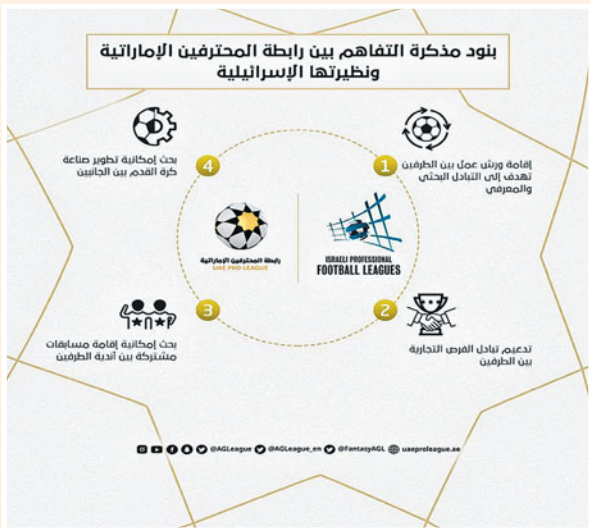 بنود مذكرة التفاهم بين رابطة المحترفين الإماراتية
ونظيرتها الإسرائيلية
1
إقامة ورش عمل بين الطرفين
تهدف إلى التبادل البحثي
والمعرفي
4
بحث إمكانية تطوير صناعة
كرة القدم بين الجانبين
ISRAELI PROFESSIONAL
FOOTBALL LEAGUES
رابطة المحترفين الإماراتية
UAE PRO LEAGUE
2
تدعيم تبادل الفرص التجارية
بين الطرفين
3
بحث إمكانية إقامة مسابقات
مشتركة بين أندية الطرفين
@AGLeague @AGLeague_en @FantasyAGL uaeproleague.ae